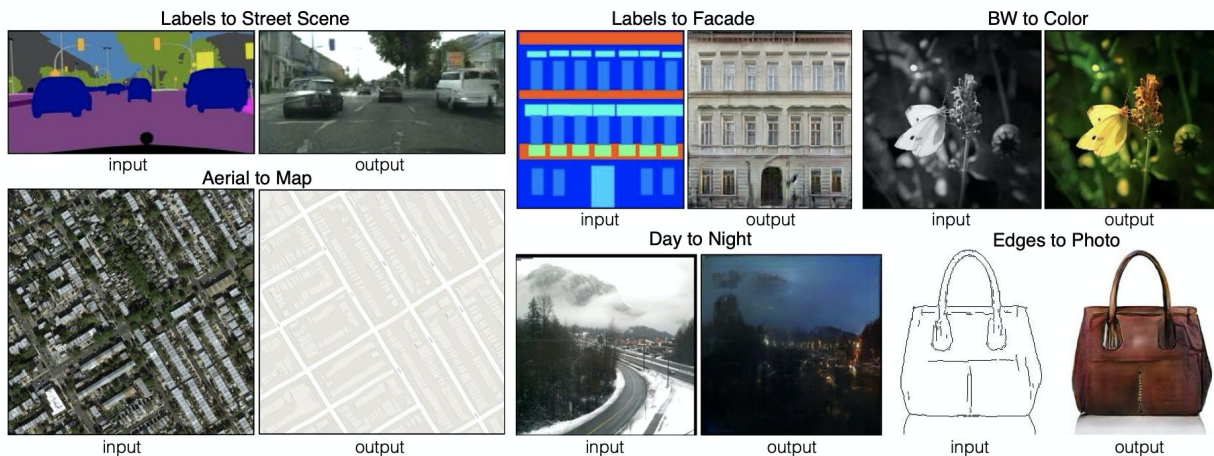 Labels to Street Scene
input
output
Aerial to Map
input
output
Labels to Facade
input
output
BW to Color
input
output
Day to Night
input
output
Edges to Photo
input
output